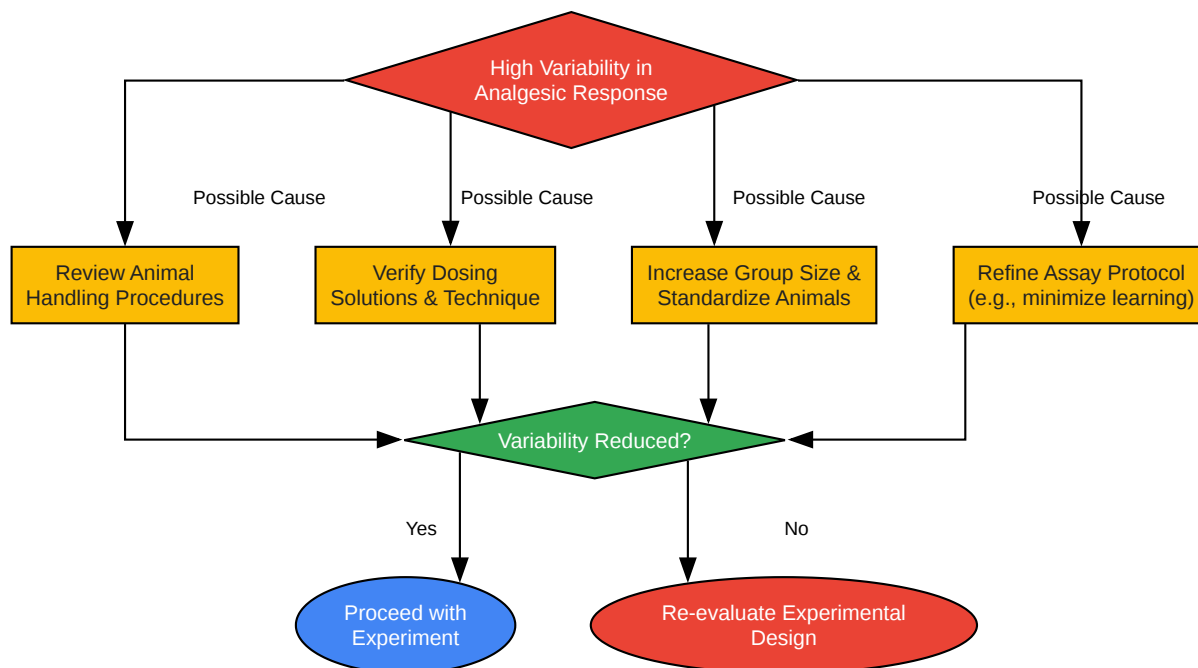 High Variability in
Analgesic Response
Possible Cause
Possible Cause
Possible Cause
Possible Cause
Review Animal
Handling Procedures
Verify Dosing
Solutions & Technique
Increase Group Size &
Standardize Animals
Refine Assay Protocol
(e.g., minimize learning)
Variability Reduced?
Yes
No
Proceed with
Experiment
Re-evaluate Experimental
Design